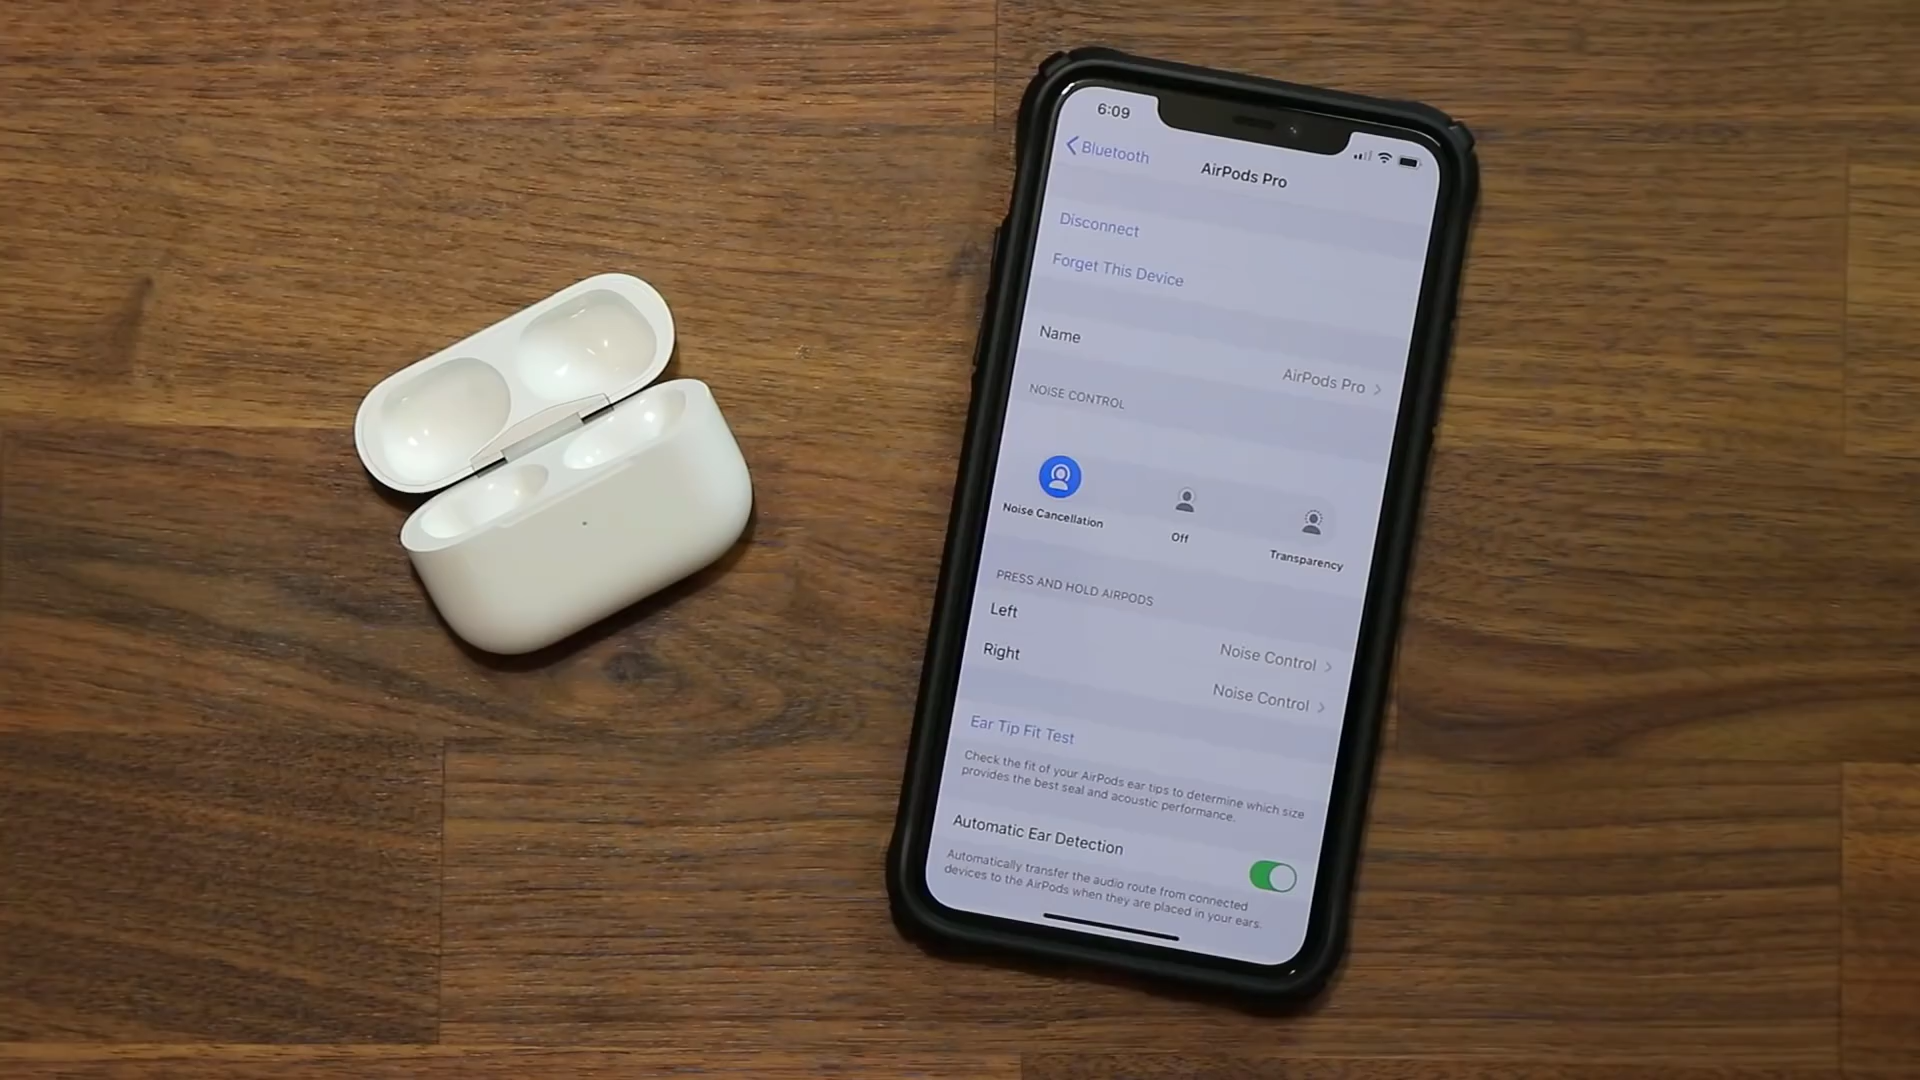 6:09
Bluetooth
AirPods Pro
Disconnect
Forget This Device
Name
AirPods Pro
NOISE CONTROL
Noise Cancellation
Off
Transparency
PRESS AND HOLD AIRPODS
Left
Noise Control
Right
Noise Control
Ear Tip Fit Test
Check the fit of your AirPods ear tips to determine which size
provides the best seal and acoustic performance.
Automatic Ear Detection
Automatically transfer the audio route from connected
devices to the AirPods when they are placed in your ears.